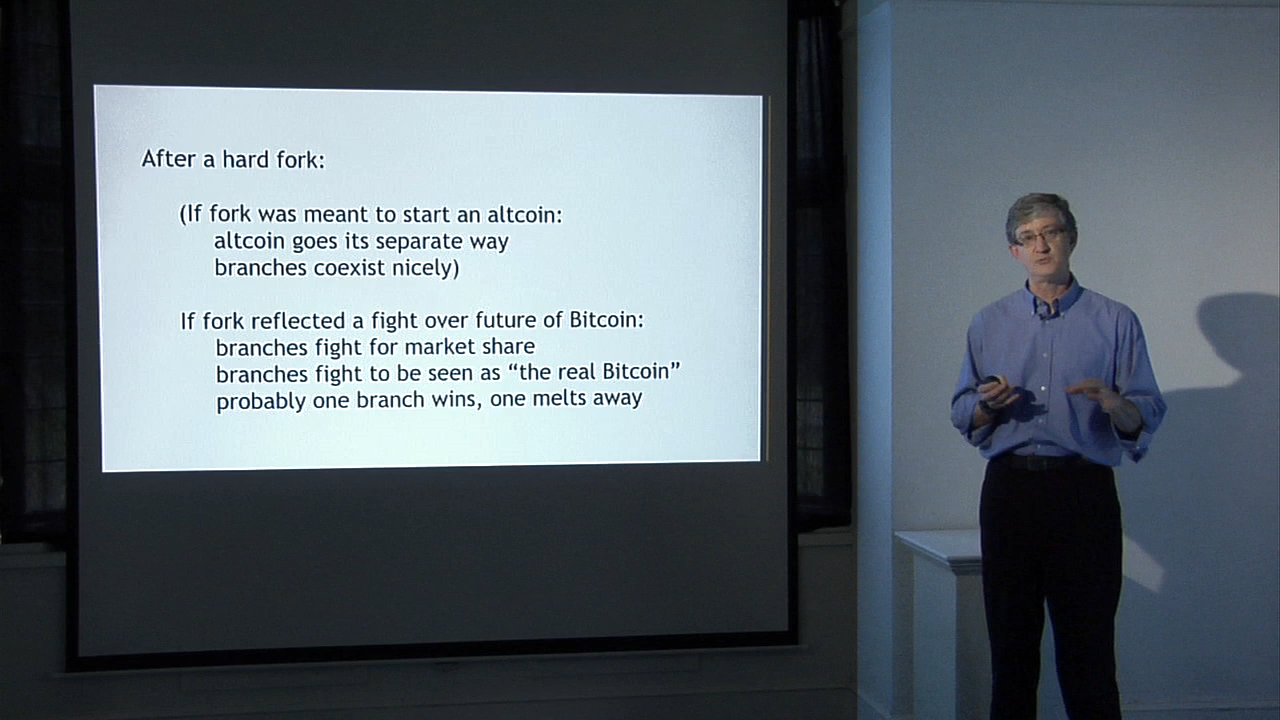 After a hard fork:
(If fork was meant to start an altcoin:
altcoin goes its separate way
branches coexist nicely)
If fork reflected a fight over future of Bitcoin:
branches fight for market share
branches fight to be seen as “the real Bitcoin”
probably one branch wins, one melts away